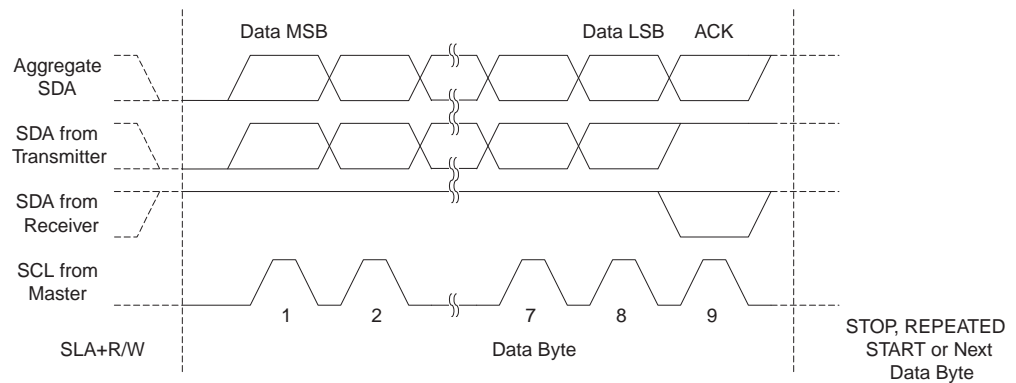 Data MSB Data LSB ACK
Aggregate
SDA
SDA from
Transmitter
SDA from
Receiver
SCL from
Master
1 2 7 8 9
SLA+R/W Data Byte
STOP, REPEATED
START or Next
Data Byte